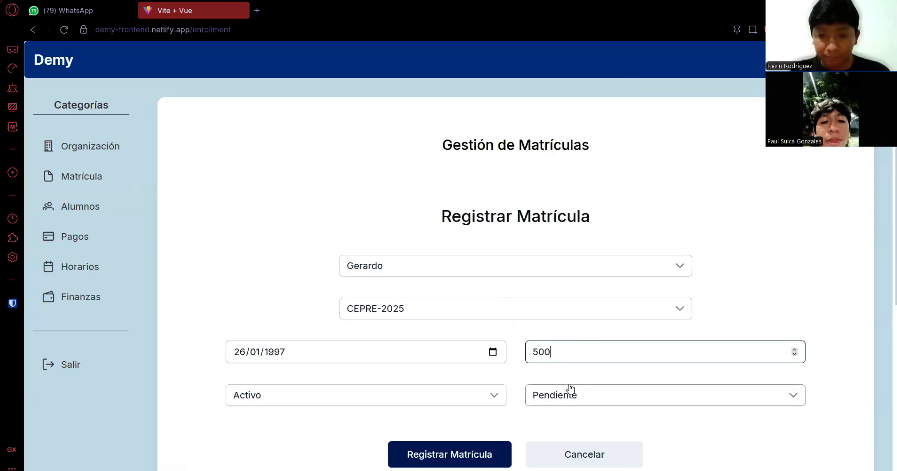 (79) WhatsApp
Vite + Vue
demy-frontend.netlify.app/enrollment
Demy
Rodriguez
Paul Sulca Gonzales
Categorías
Organización
Matrícula
Alumnos
Pagos
Horarios
Finanzas
Salir
Gestión de Matrículas
Registrar Matrícula
Gerardo
CEPRE-2025
26/01/1997
500
Activo
Pendiente
Registrar Matrícula
Cancelar
GX